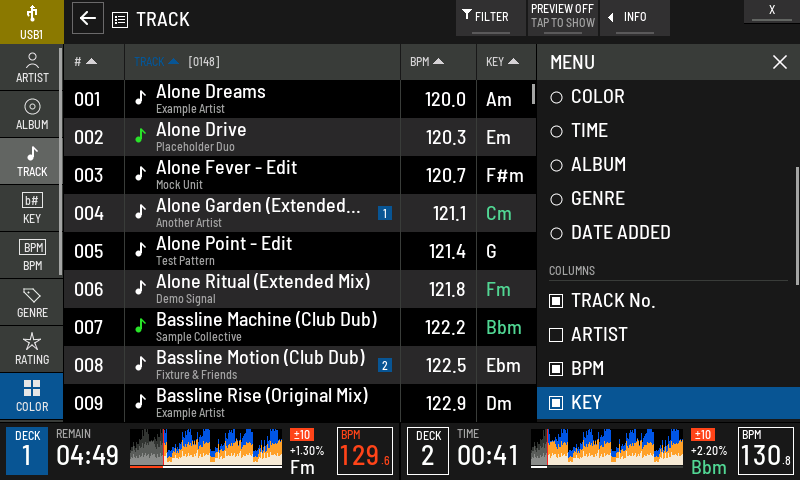 USB1
TRACK
FILTER
PREVIEW OFF
TAP TO SHOW
INFO
X
ARTIST
ALBUM
TRACK
b#
KEY
BPM
BPM
GENRE
RATING
COLOR
# TRACK [0148] BPM KEY
001 Alone Dreams 120.0 Am
Example Artist
002 Alone Drive 120.3 Em
Placeholder Duo
003 Alone Fever - Edit 120.7 F#m
Mock Unit
004 Alone Garden (Extended... 1 121.1 Cm
Another Artist
005 Alone Point - Edit 121.4 G
Test Pattern
006 Alone Ritual (Extended Mix) 121.8 Fm
Demo Signal
007 Bassline Machine (Club Dub) 122.2 Bbm
Sample Collective
008 Bassline Motion (Club Dub) 2 122.5 Ebm
Fixture & Friends
009 Bassline Rise (Original Mix) 122.9 Dm
Example Artist
MENU
COLOR
TIME
ALBUM
GENRE
DATE ADDED
COLUMNS
TRACK No.
ARTIST
BPM
KEY
DECK
1
REMAIN
04:49
±10
+1.30%
Fm
BPM
129.6
DECK
2
TIME
00:41
±10
+2.20%
Bbm
BPM
130.8